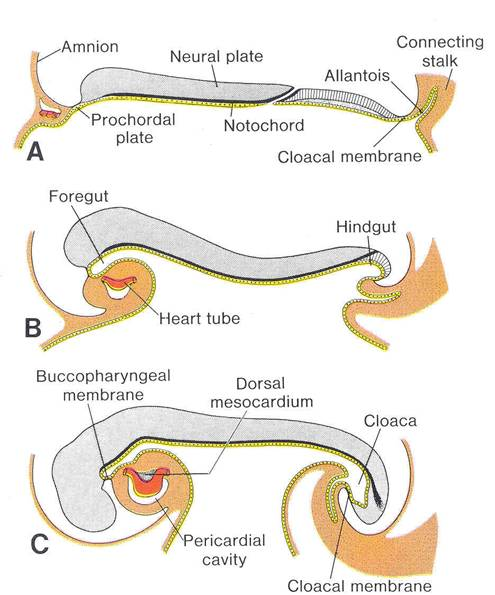 Amnion
Neural plate
Connecting
stalk
Allantois
Prochordal
plate
Notochord
Cloacal membrane
A
Foregut
Hindgut
Heart tube
B
Buccopharyngeal
membrane
Dorsal
mesocardium
Cloaca
Pericardial
cavity
C
Cloacal membrane